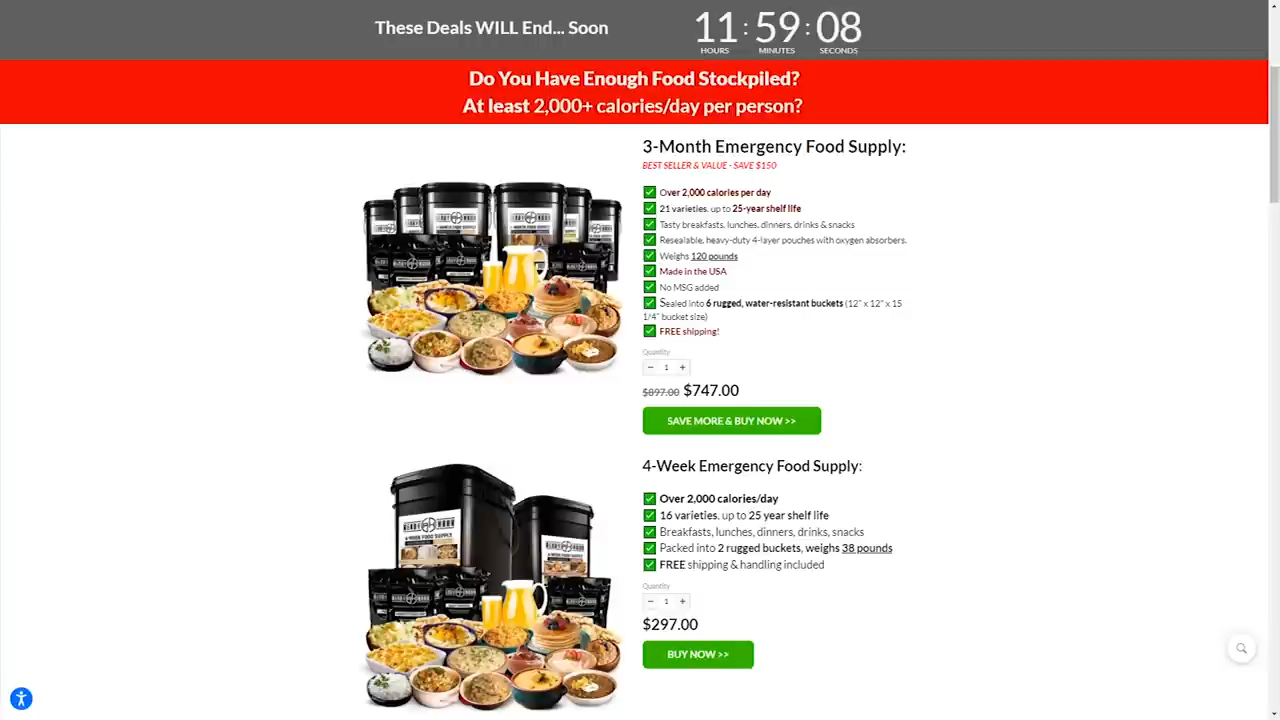 These Deals WILL End... Soon
11 : 59 : 08
HOURS MINUTES SECONDS
Do You Have Enough Food Stockpiled?
At least 2,000+ calories/day per person?
3-Month Emergency Food Supply:
BEST SELLER & VALUE - SAVE $150
Over 2,000 calories per day
21 varieties, up to 25-year shelf life
Tasty breakfasts, lunches, dinners, drinks & snacks
Resealable, heavy-duty 4-layer pouches with oxygen absorbers.
Weighs 120 pounds
Made in the USA
No MSG added
Sealed into 6 rugged, water-resistant buckets (12" x 12" x 15
1/4" bucket size)
FREE shipping!
Quantity
− 1 +
$897.00 $747.00
SAVE MORE & BUY NOW >>
4-Week Emergency Food Supply:
Over 2,000 calories/day
16 varieties, up to 25 year shelf life
Breakfasts, lunches, dinners, drinks, snacks
Packed into 2 rugged buckets, weighs 38 pounds
FREE shipping & handling included
Quantity
− 1 +
$297.00
BUY NOW >>
READY HOUR
4-WEEK FOOD SUPPLY